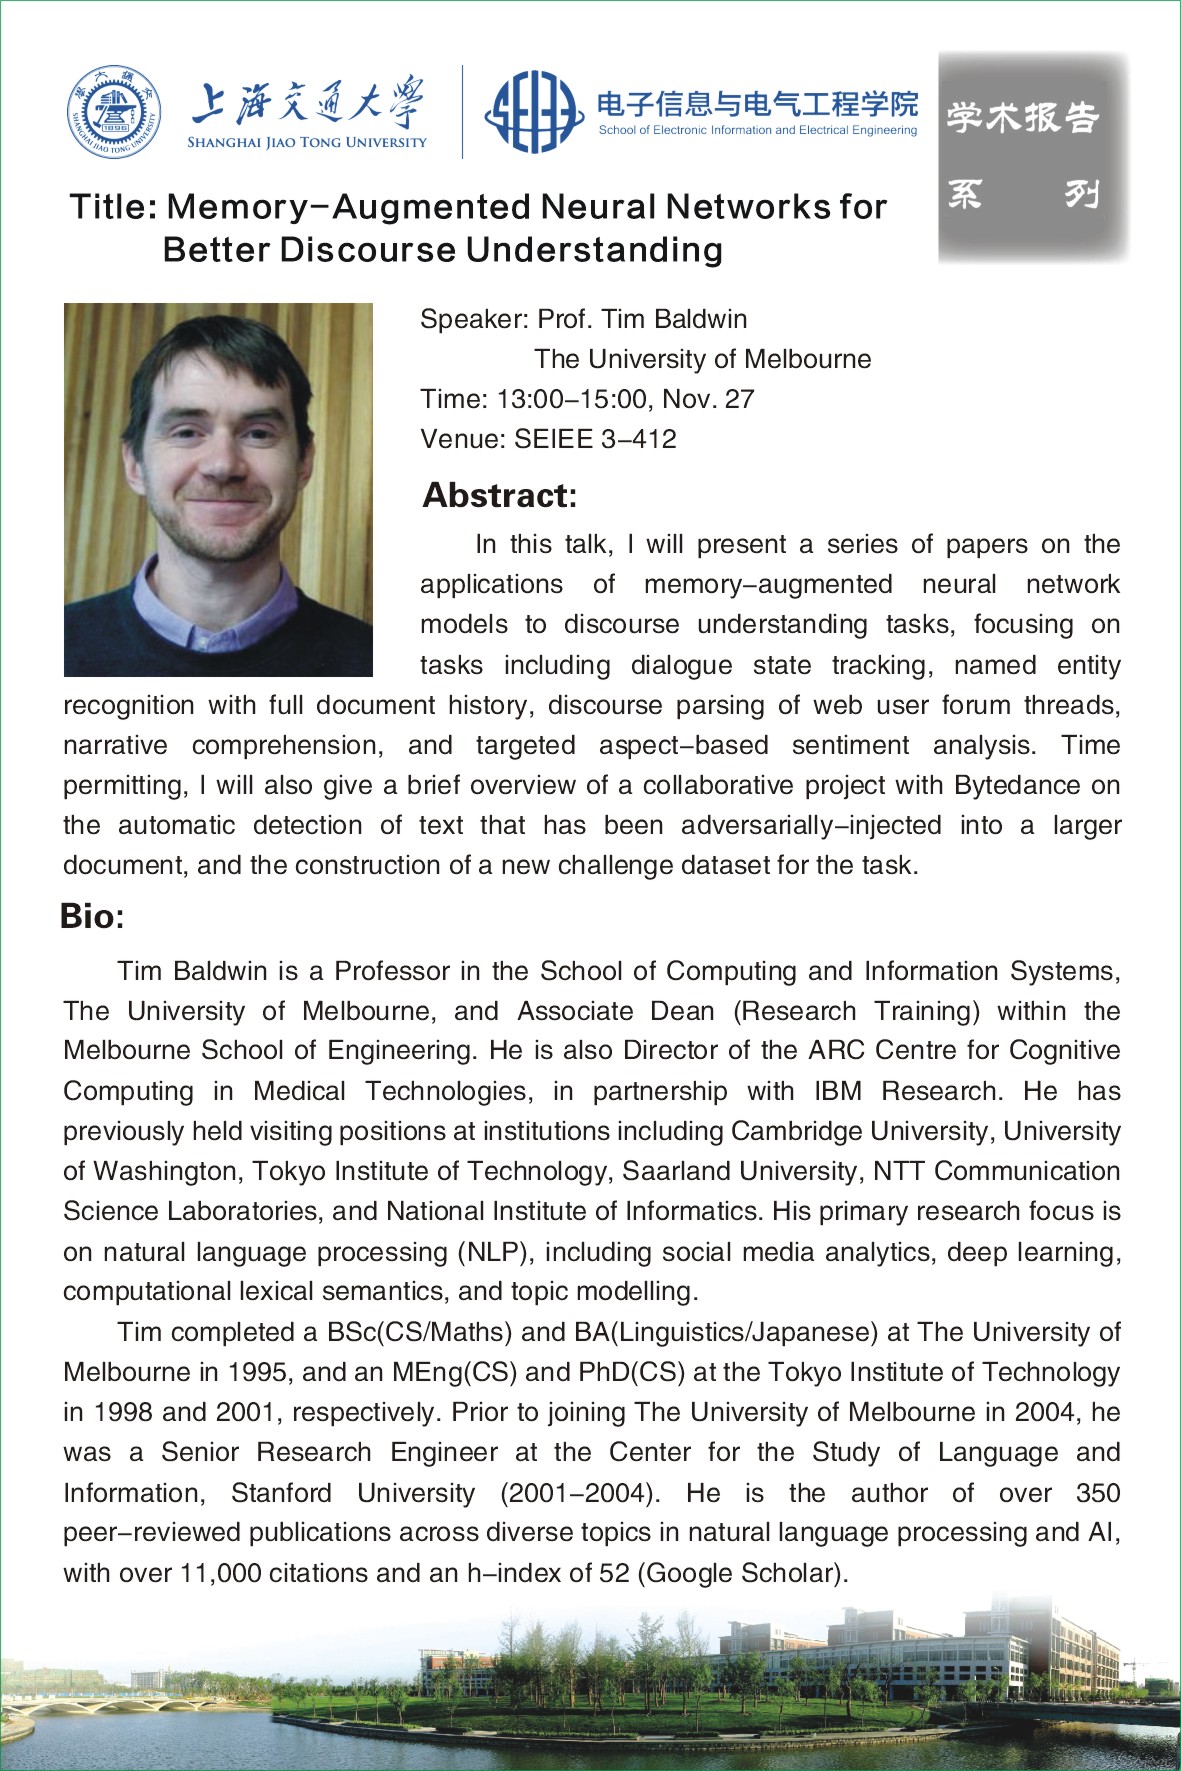 上海交通大学
SHANGHAI JIAO TONG UNIVERSITY
SHANGHAI JIAO TONG UNIVERSITY
1896
SEIEE
电子信息与电气工程学院
School of Electronic Information and Electrical Engineering
学术报告
系 列
Title: Memory-Augmented Neural Networks for
Better Discourse Understanding
Speaker: Prof. Tim Baldwin
The University of Melbourne
Time: 13:00-15:00, Nov. 27
Venue: SEIEE 3-412
Abstract:
In this talk, I will present a series of papers on the
applications of memory-augmented neural network
models to discourse understanding tasks, focusing on
tasks including dialogue state tracking, named entity
recognition with full document history, discourse parsing of web user forum threads,
narrative comprehension, and targeted aspect-based sentiment analysis. Time
permitting, I will also give a brief overview of a collaborative project with Bytedance on
the automatic detection of text that has been adversarially-injected into a larger
document, and the construction of a new challenge dataset for the task.
Bio:
Tim Baldwin is a Professor in the School of Computing and Information Systems,
The University of Melbourne, and Associate Dean (Research Training) within the
Melbourne School of Engineering. He is also Director of the ARC Centre for Cognitive
Computing in Medical Technologies, in partnership with IBM Research. He has
previously held visiting positions at institutions including Cambridge University, University
of Washington, Tokyo Institute of Technology, Saarland University, NTT Communication
Science Laboratories, and National Institute of Informatics. His primary research focus is
on natural language processing (NLP), including social media analytics, deep learning,
computational lexical semantics, and topic modelling.
Tim completed a BSc(CS/Maths) and BA(Linguistics/Japanese) at The University of
Melbourne in 1995, and an MEng(CS) and PhD(CS) at the Tokyo Institute of Technology
in 1998 and 2001, respectively. Prior to joining The University of Melbourne in 2004, he
was a Senior Research Engineer at the Center for the Study of Language and
Information, Stanford University (2001-2004). He is the author of over 350
peer-reviewed publications across diverse topics in natural language processing and AI,
with over 11,000 citations and an h-index of 52 (Google Scholar).